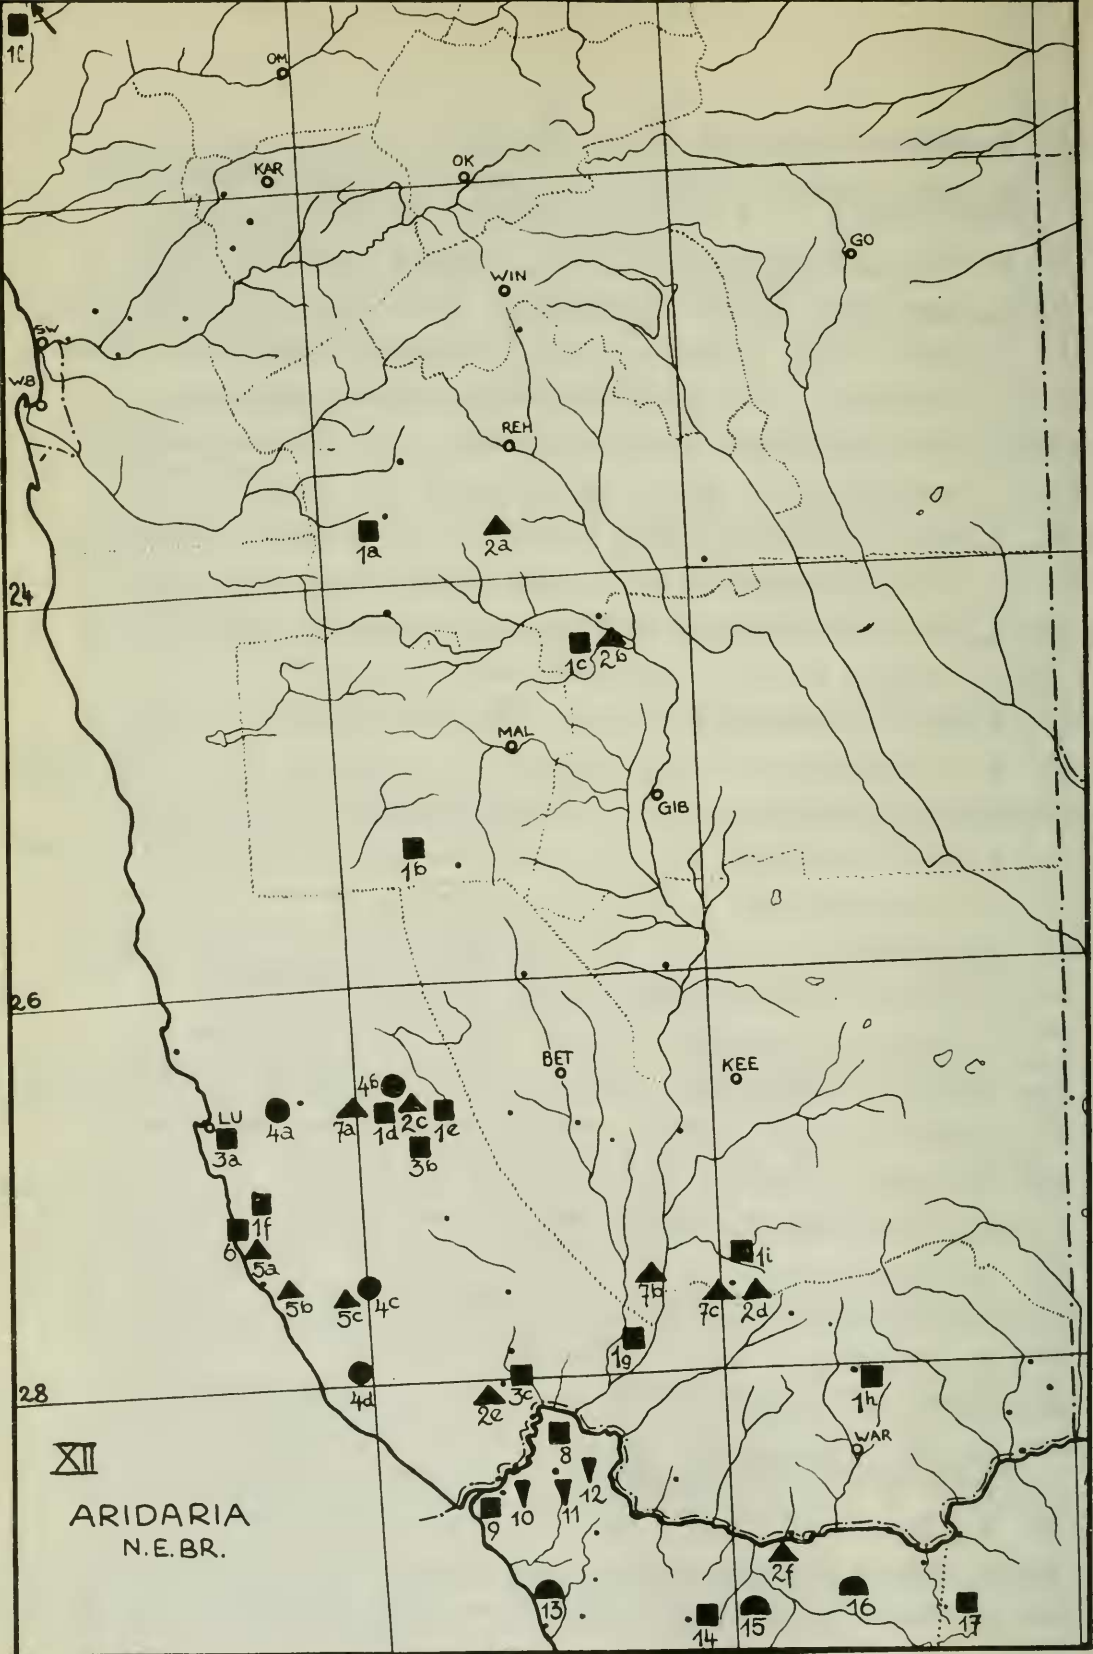 1l
OM
KAR
OK
GO
WIN
SW
W.B
REH
1a
2a
24
1c 2b
MAL
GIB
1b
26
BET
KEE
4b
LU
4a
7a
1d
2c
1e
3a
3b
1f
6
5a
1i
5b
5c
4c
7b
7c
2d
1g
28
4d
2e
3c
1h
WAR
8
XII
12
ARIDARIA
9
10
11
N.E.BR.
2f
13
14
15
16
17